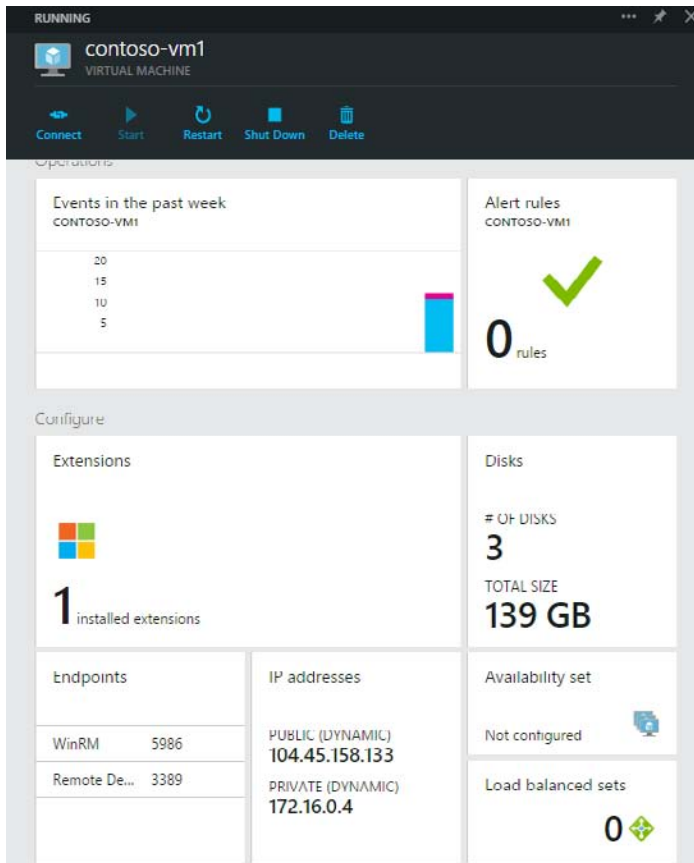 RUNNING
contoso-vm1
VIRTUAL MACHINE
Connect
Start
Restart
Shut Down
Delete
Operations
Events in the past week
CONTOSO-VM1
20
15
10
5
Alert rules
CONTOSO-VM1
0 rules
Configure
Extensions
1 installed extensions
Disks
# OF DISKS
3
TOTAL SIZE
139 GB
Endpoints
WinRM 5986
Remote De... 3389
IP addresses
PUBLIC (DYNAMIC)
104.45.158.133
PRIVATE (DYNAMIC)
172.16.0.4
Availability set
Not configured
Load balanced sets
0